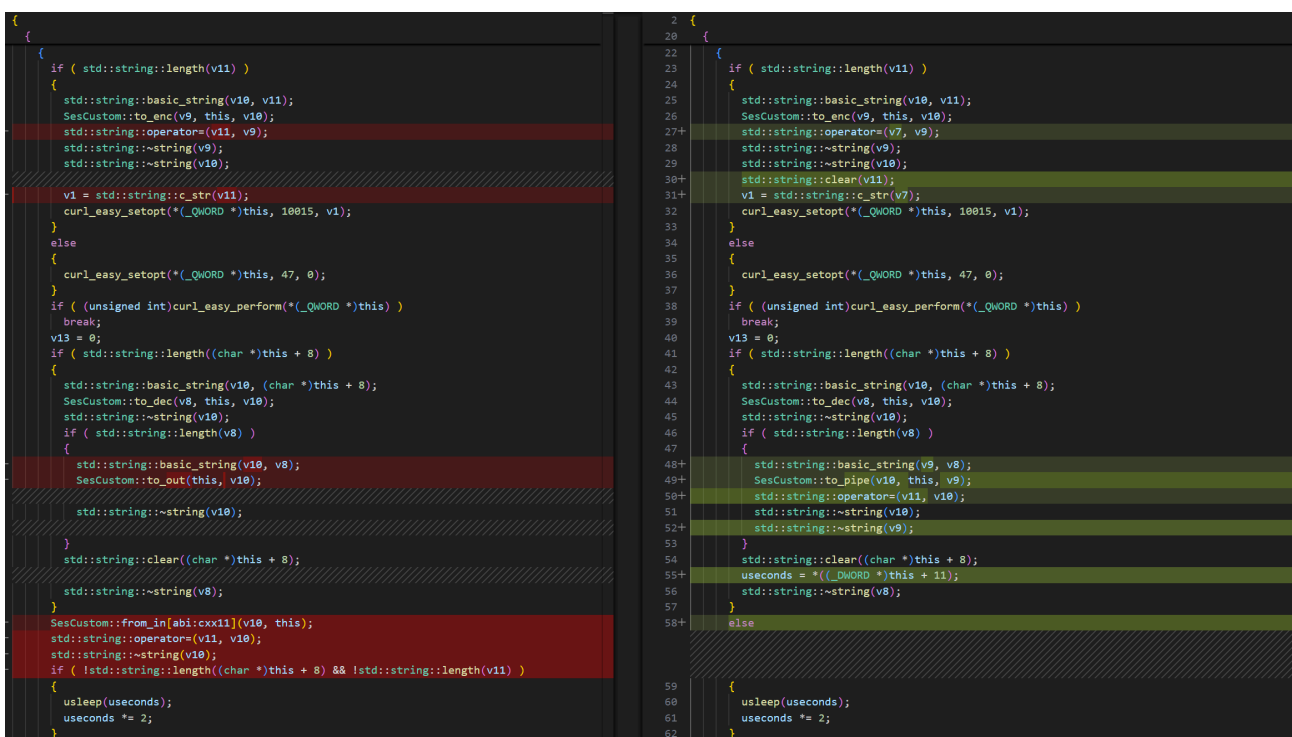 {
{
{
if ( std::string::length(v11) )
{
std::string::basic_string(v10, v11);
SesCustom::to_enc(v9, this, v10);
std::string::operator=(v11, v9);
std::string::~string(v9);
std::string::~string(v10);
v1 = std::string::c_str(v11);
curl_easy_setopt(*(_QWORD *)this, 10015, v1);
}
else
{
curl_easy_setopt(*(_QWORD *)this, 47, 0);
}
if ( (unsigned int)curl_easy_perform(*(_QWORD *)this) )
break;
v13 = 0;
if ( std::string::length((char *)this + 8) )
{
std::string::basic_string(v10, (char *)this + 8);
SesCustom::to_dec(v8, this, v10);
std::string::~string(v10);
if ( std::string::length(v8) )
{
std::string::basic_string(v10, v8);
SesCustom::to_out(this, v10);
std::string::~string(v10);
}
std::string::clear((char *)this + 8);
std::string::~string(v8);
}
SesCustom::from_in[abi:cxx11](v10, this);
std::string::operator=(v11, v10);
std::string::~string(v10);
if ( !std::string::length((char *)this + 8) && !std::string::length(v11) )
{
usleep(useconds);
useconds *= 2;
}
2 {
20 {
22 {
23 if ( std::string::length(v11) )
24 {
25 std::string::basic_string(v10, v11);
26 SesCustom::to_enc(v9, this, v10);
27+ std::string::operator=(v7, v9);
28 std::string::~string(v9);
29 std::string::~string(v10);
30+ std::string::clear(v11);
31+ v1 = std::string::c_str(v7);
32 curl_easy_setopt(*(_QWORD *)this, 10015, v1);
33 }
34 else
35 {
36 curl_easy_setopt(*(_QWORD *)this, 47, 0);
37 }
38 if ( (unsigned int)curl_easy_perform(*(_QWORD *)this) )
39 break;
40 v13 = 0;
41 if ( std::string::length((char *)this + 8) )
42 {
43 std::string::basic_string(v10, (char *)this + 8);
44 SesCustom::to_dec(v8, this, v10);
45 std::string::~string(v10);
46 if ( std::string::length(v8) )
47 {
48+ std::string::basic_string(v9, v8);
49+ SesCustom::to_pipe(v10, this, v9);
50+ std::string::operator=(v11, v10);
51 std::string::~string(v10);
52+ std::string::~string(v9);
53 }
54 std::string::clear((char *)this + 8);
55+ useconds = *((_DWORD *)this + 11);
56 std::string::~string(v8);
57 }
58+ else
59 {
60 usleep(useconds);
61 useconds *= 2;
62 }